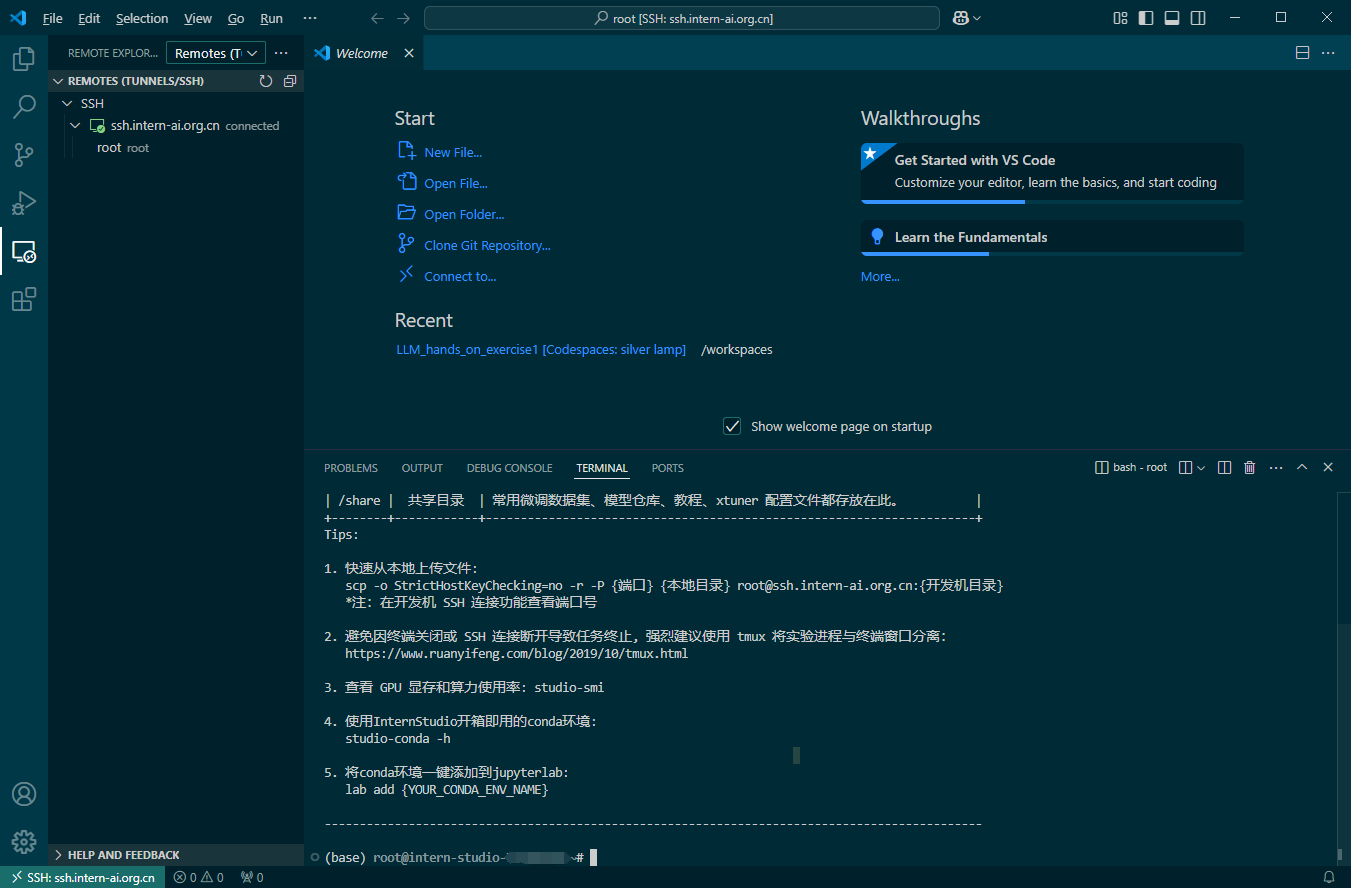 File Edit Selection View Go Run ···
root [SSH: ssh.intern-ai.org.cn]
REMOTE EXPLOR...
Remotes (T
Welcome
REMOTES (TUNNELS/SSH)
SSH
ssh.intern-ai.org.cn connected
root root
Start
New File...
Open File...
Open Folder...
Clone Git Repository...
Connect to...
Recent
LLM_hands_on_exercise1 [Codespaces: silver lamp] /workspaces
Walkthroughs
Get Started with VS Code
Customize your editor, learn the basics, and start coding
Learn the Fundamentals
More...
Show welcome page on startup
PROBLEMS OUTPUT DEBUG CONSOLE TERMINAL PORTS
bash - root
| /share | 共享目录 | 常用微调数据集、模型仓库、教程、xtuner 配置文件都存放在此。 |
+--------+------------+----------------------------------------------------------------------+
Tips:
1. 快速从本地上传文件:
scp -o StrictHostKeyChecking=no -r -P {端口} {本地目录} root@ssh.intern-ai.org.cn:{开发机目录}
*注: 在开发机 SSH 连接功能查看端口号
2. 避免因终端关闭或 SSH 连接断开导致任务终止, 强烈建议使用 tmux 将实验进程与终端窗口分离:
https://www.ruanyifeng.com/blog/2019/10/tmux.html
3. 查看 GPU 显存和算力使用率: studio-smi
4. 使用InternStudio开箱即用的conda环境:
studio-conda -h
5. 将conda环境一键添加到jupyterlab:
lab add {YOUR_CONDA_ENV_NAME}
----------------------------------------------------------------------------------------------
(base) root@intern-studio- ~#
HELP AND FEEDBACK
SSH: ssh.intern-ai.org.cn 0 0 0